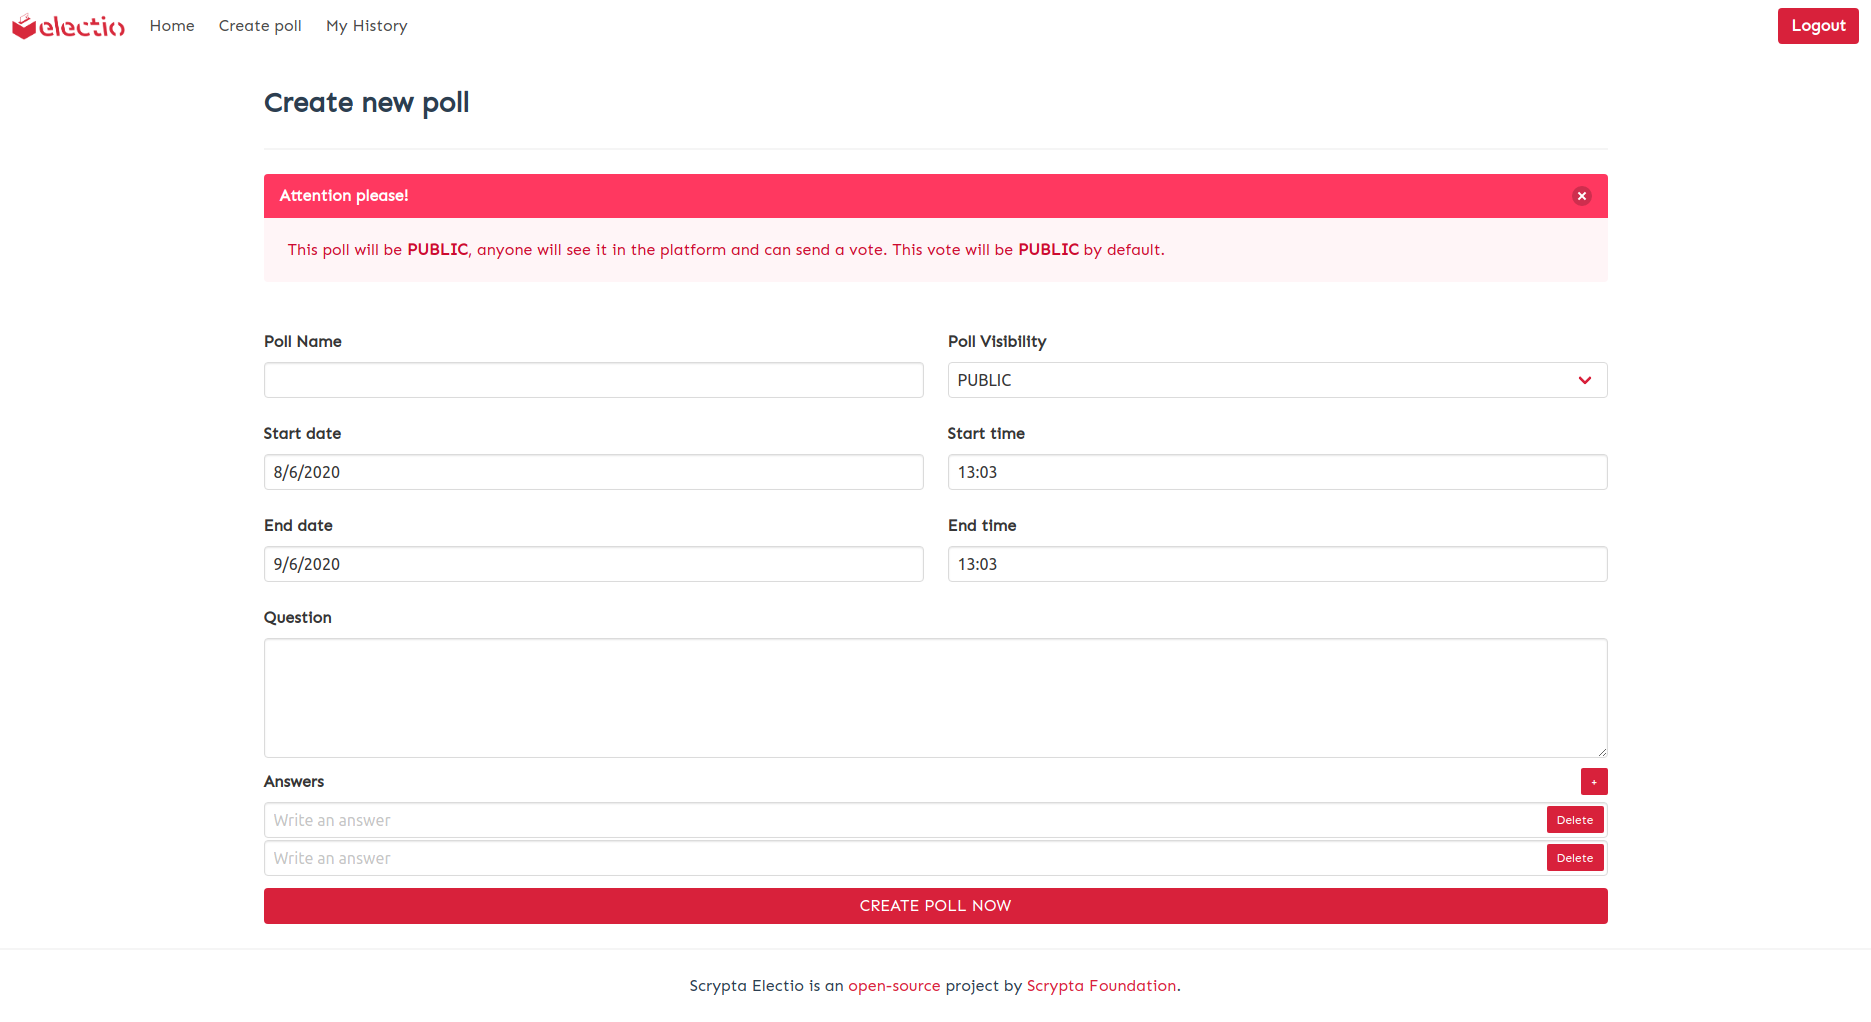 electio Home Create poll My History Logout
Create new poll
Attention please!
This poll will be PUBLIC, anyone will see it in the platform and can send a vote. This vote will be PUBLIC by default.
Poll Name Poll Visibility
PUBLIC
Start date Start time
8/6/2020 13:03
End date End time
9/6/2020 13:03
Question
Answers +
Write an answer Delete
Write an answer Delete
CREATE POLL NOW
Scrypta Electio is an open-source project by Scrypta Foundation.